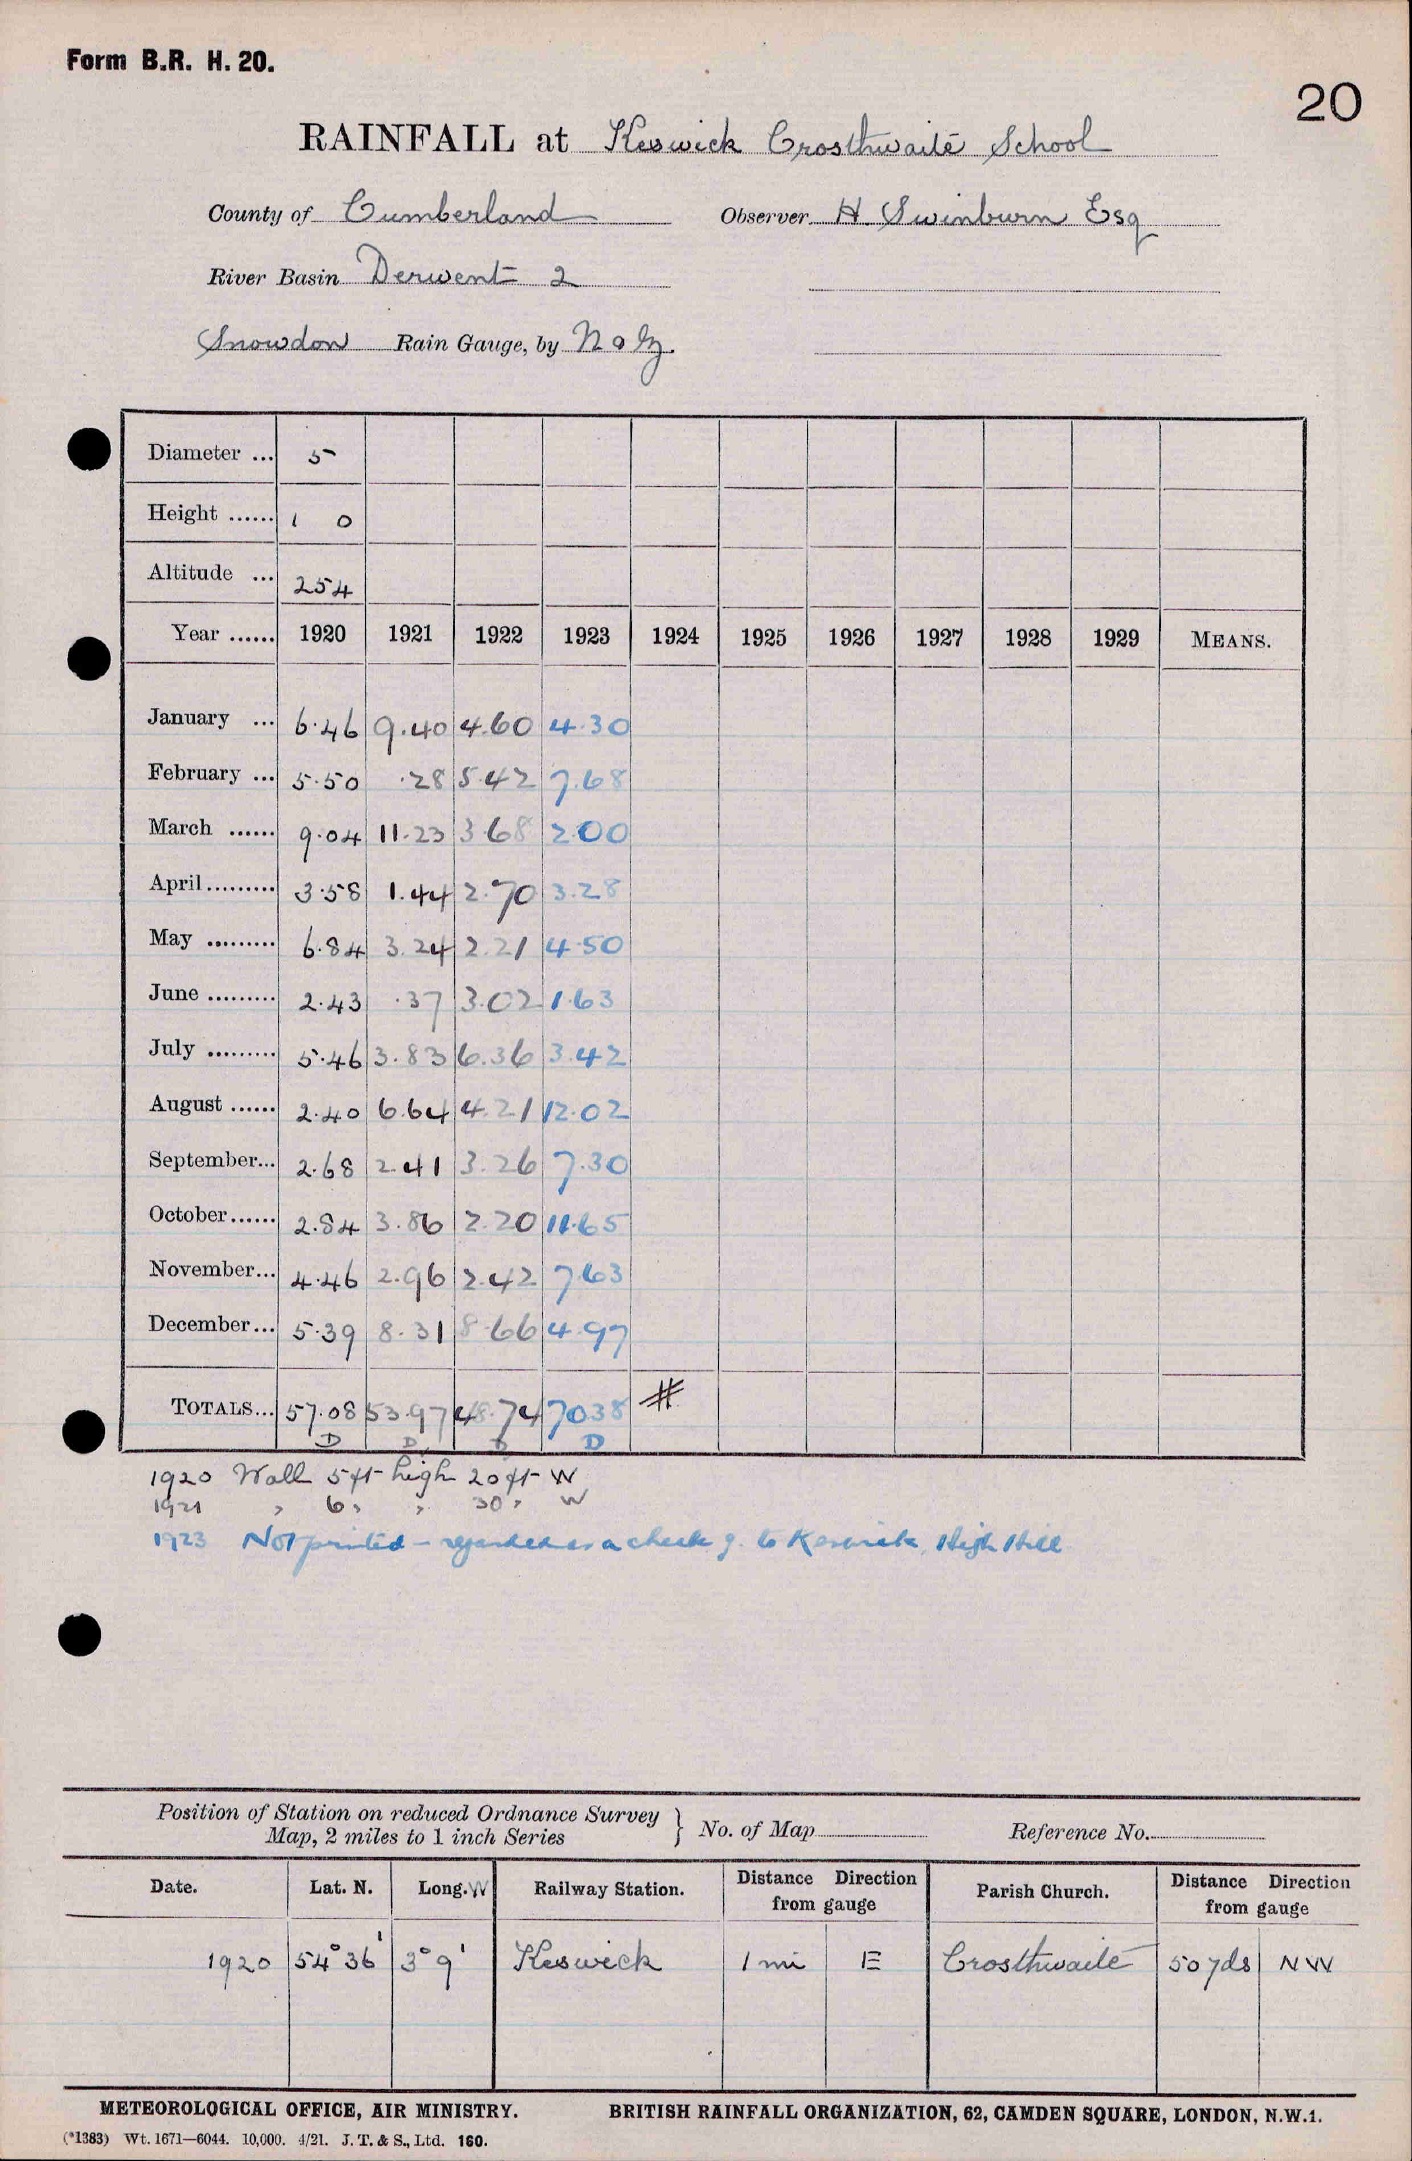 Form B.R. H. 20.
20
RAINFALL at Keswick Crosthwaite School
County of Cumberland Observer H. Swinburn Esq
River Basin Derwent 2
Snowdon Rain Gauge, by N & Z.
Diameter ... 5
Height ...... 1 0
Altitude ... 254
Year ...... 1920 1921 1922 1923 1924 1925 1926 1927 1928 1929 MEANS.
January ... 6.46 9.40 4.60 4.30
February ... 5.50 .28 5.42 7.68
March ...... 9.04 11.23 3.68 2.00
April......... 3.58 1.44 2.70 3.28
May ......... 6.84 3.24 2.21 4.50
June ......... 2.43 .37 3.02 1.63
July ......... 5.46 3.83 6.36 3.42
August ...... 2.40 6.64 4.21 12.02
September... 2.68 2.41 3.26 7.30
October...... 2.84 3.86 2.20 11.65
November... 4.46 2.96 2.42 7.63
December... 5.39 8.31 8.66 4.97
TOTALS... 57.08 53.97 48.74 70.38 #
D D D D
1920 Wall 5 ft high 20 ft W
1921 " 6 " " 30 " W
1923 Not printed - regarded as a check g. to Keswick, High Hill
Position of Station on reduced Ordnance Survey
Map, 2 miles to 1 inch Series } No. of Map Reference No.
Date. Lat. N. Long. W Railway Station. Distance Direction from gauge Parish Church. Distance Direction from gauge
1920 54° 36' 3° 9' Keswick 1 mi E Crosthwaite 50 yds NW
METEOROLOGICAL OFFICE, AIR MINISTRY. BRITISH RAINFALL ORGANIZATION, 62, CAMDEN SQUARE, LONDON, N.W.1.
(*1383) Wt. 1671—6044. 10,000. 4/21. J. T. & S., Ltd. 160.